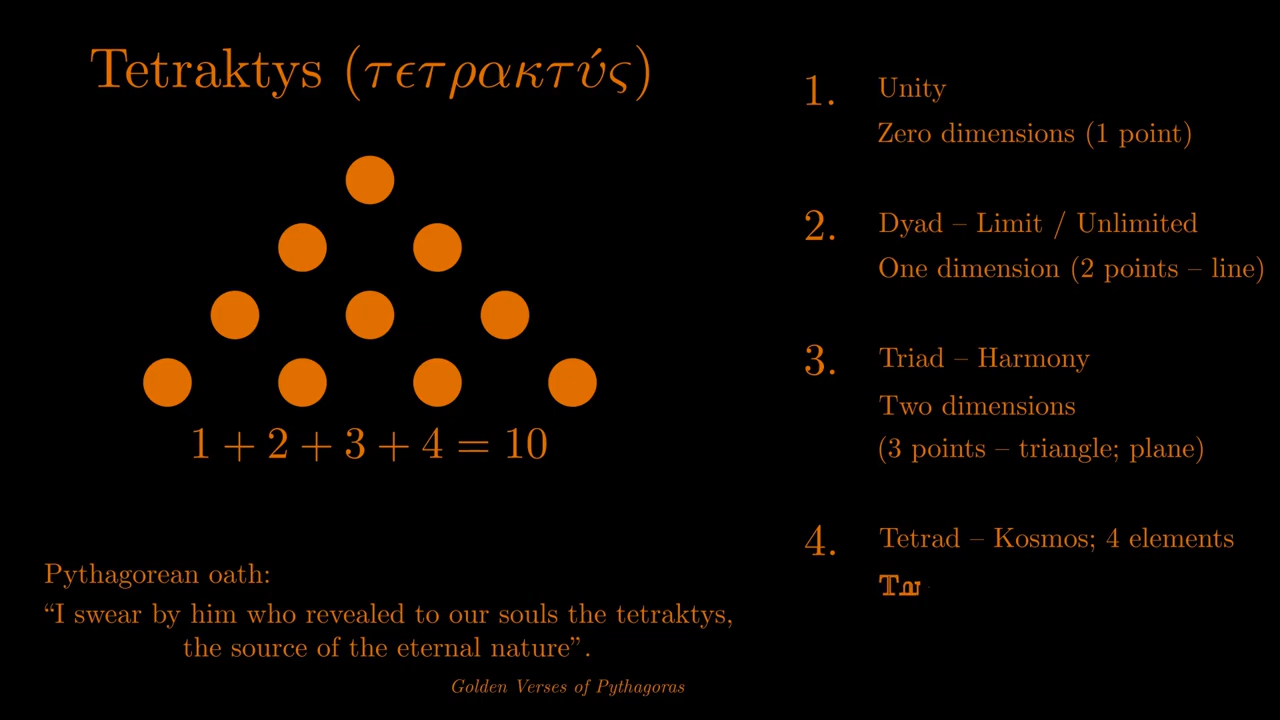 Tetraktys (τετρακτύς)
1 + 2 + 3 + 4 = 10
Pythagorean oath:
“I swear by him who revealed to our souls the tetraktys,
the source of the eternal nature”.
Golden Verses of Pythagoras
1. Unity
Zero dimensions (1 point)
2. Dyad – Limit / Unlimited
One dimension (2 points – line)
3. Triad – Harmony
Two dimensions
(3 points – triangle; plane)
4. Tetrad – Kosmos; 4 elements